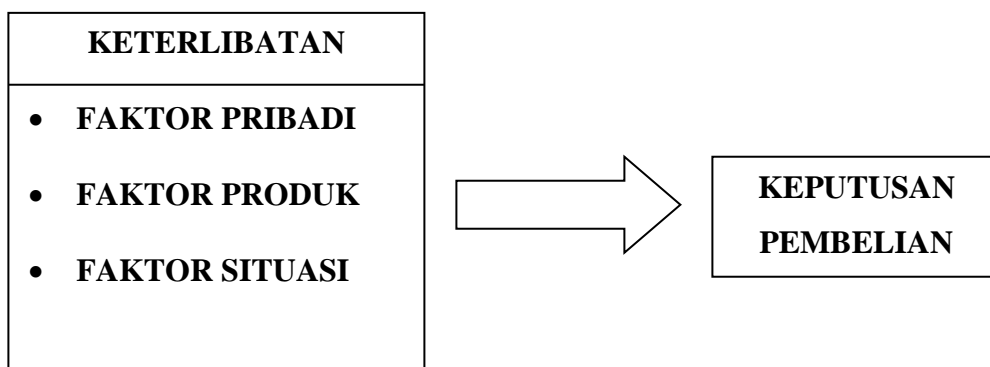 KETERLIBATAN
• FAKTOR PRIBADI
• FAKTOR PRODUK
• FAKTOR SITUASI
KEPUTUSAN
PEMBELIAN